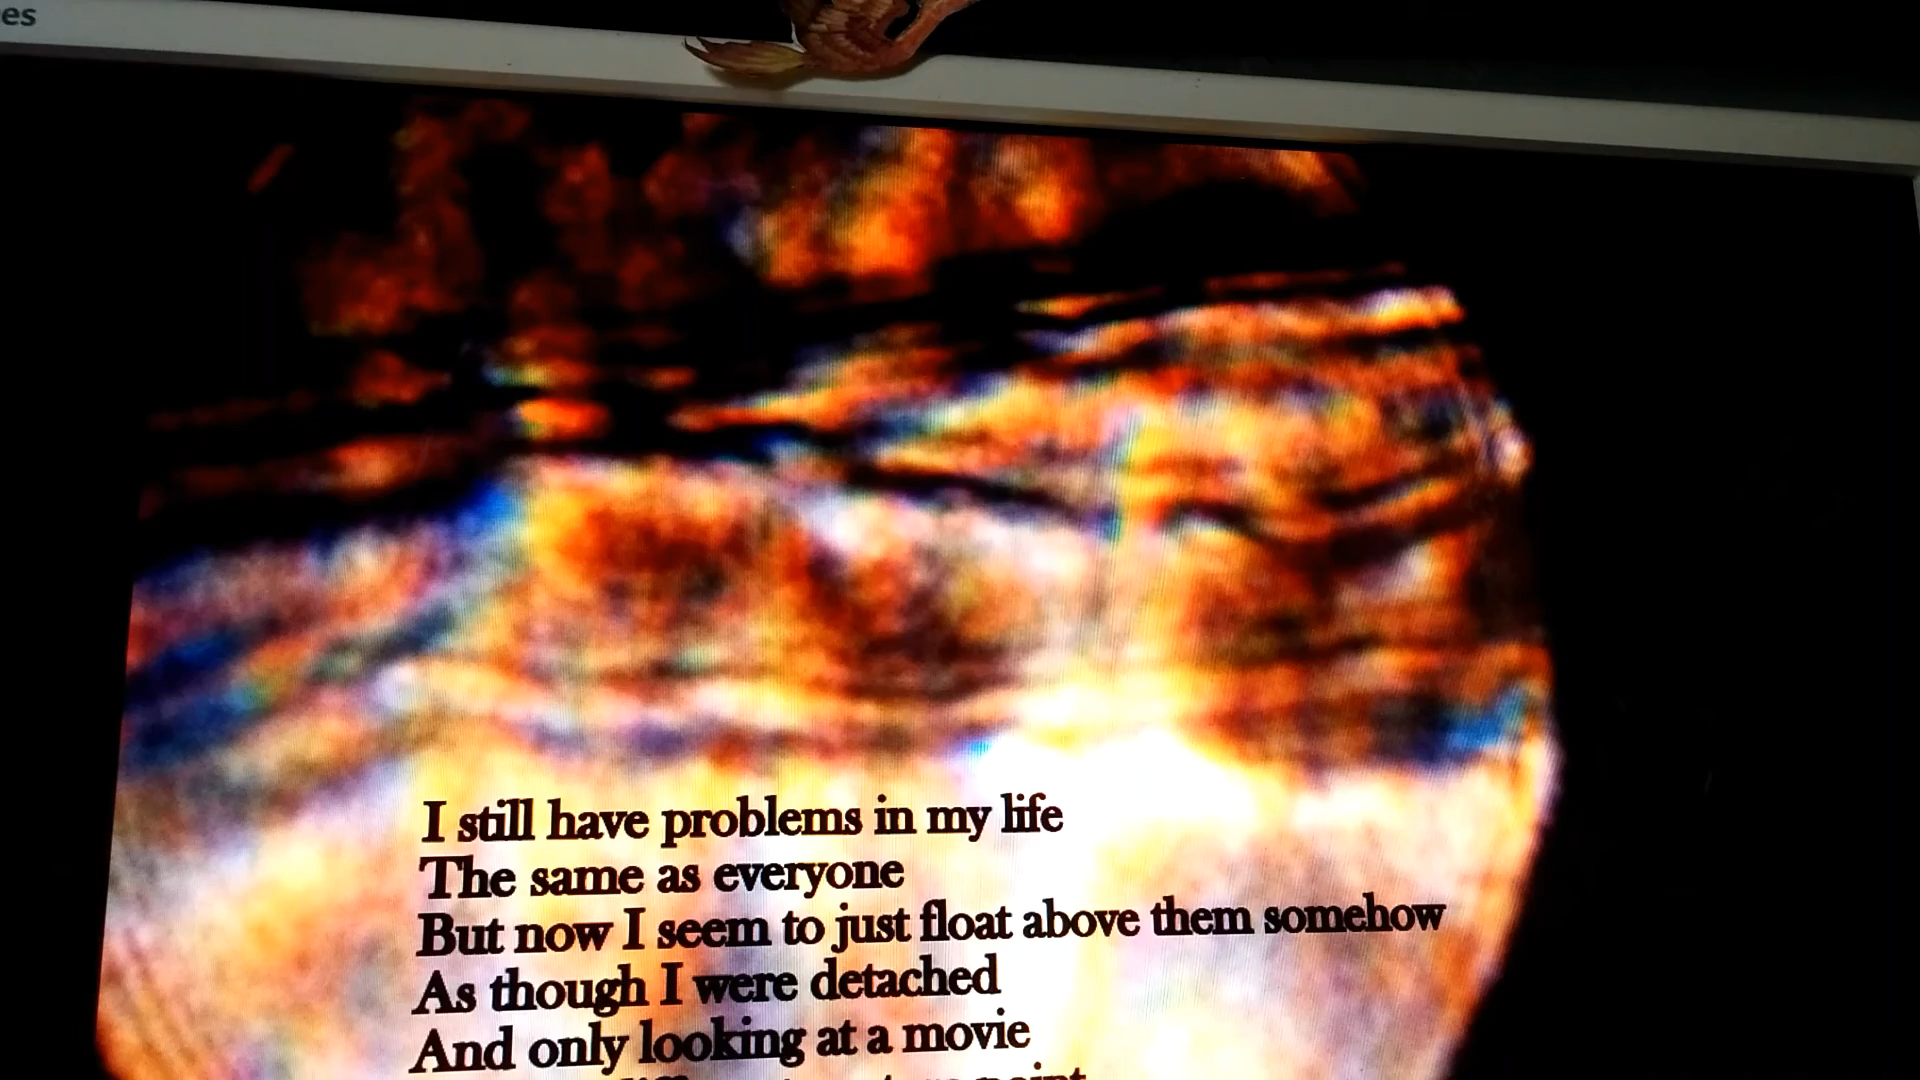 es
I still have problems in my life
The same as everyone
But now I seem to just float above them somehow
As though I were detached
And only looking at a movie
point